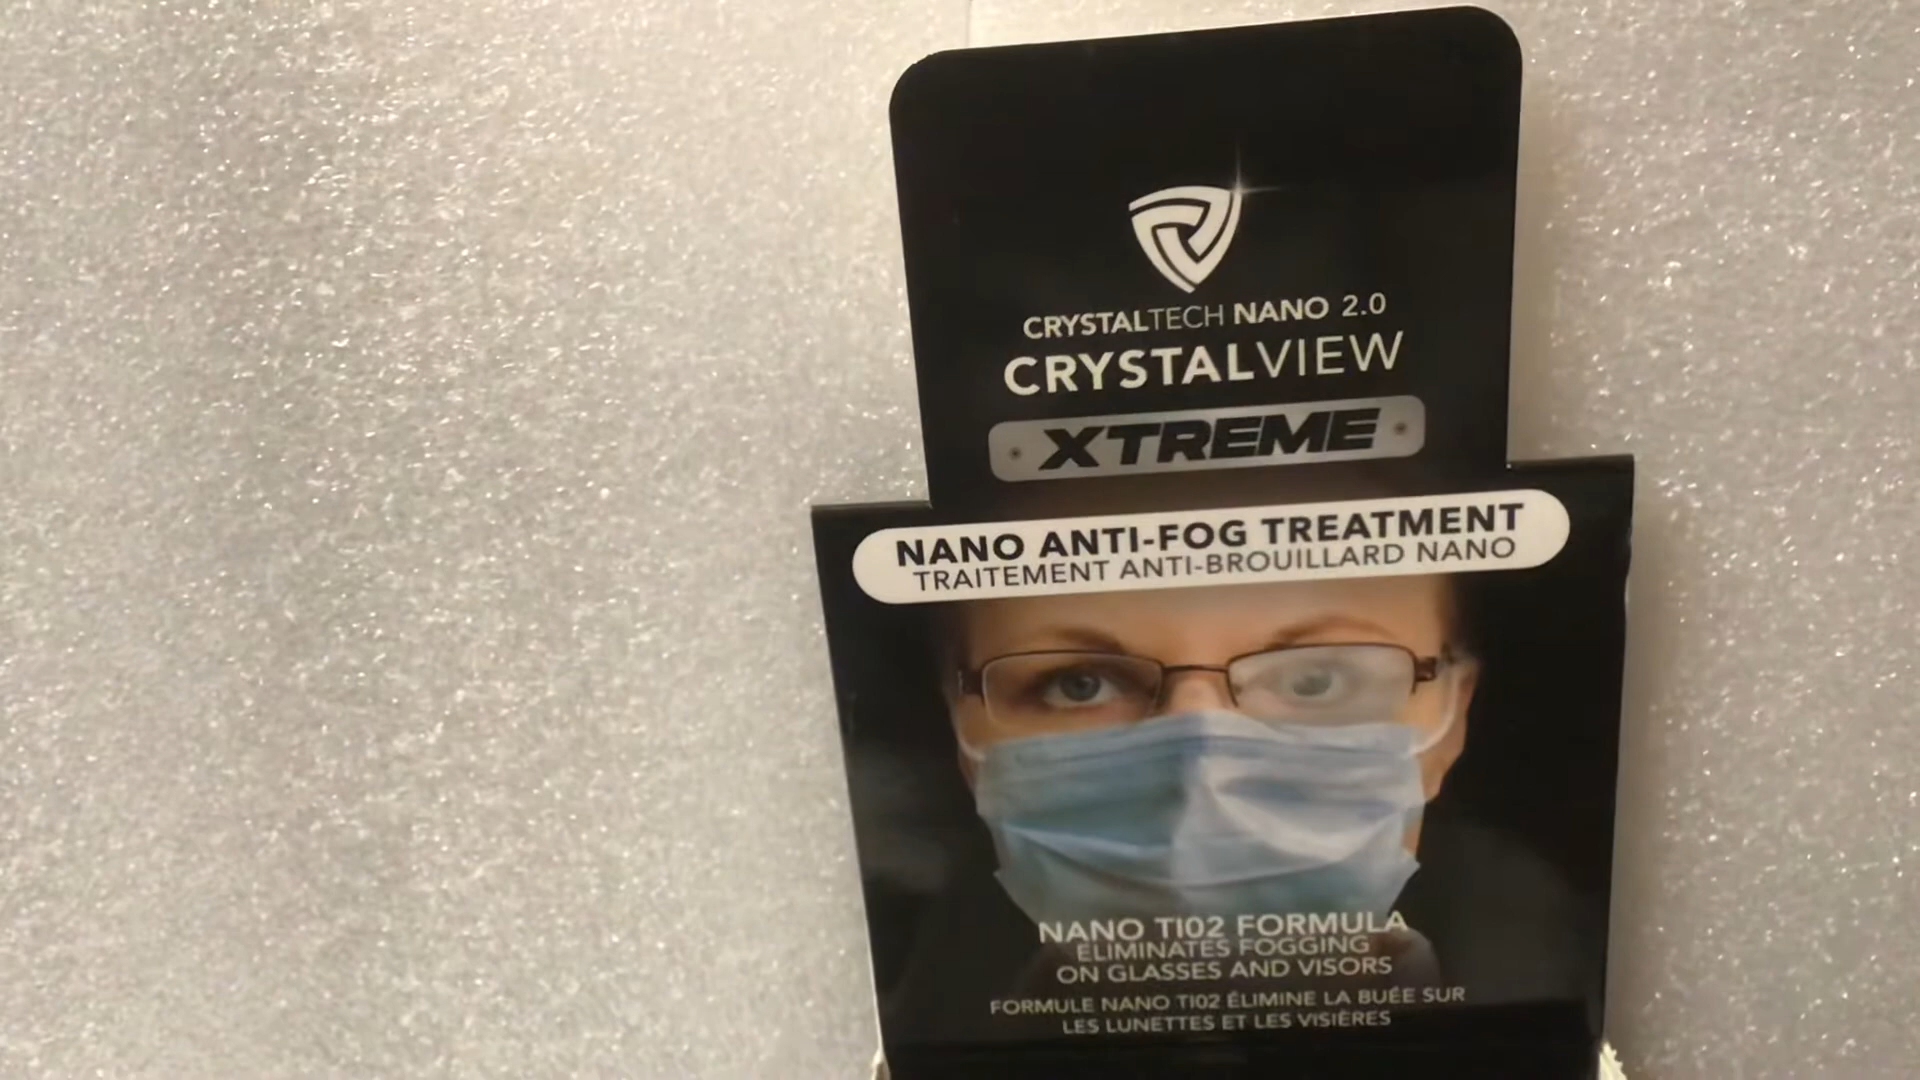 CRYSTALTECH NANO 2.0
CRYSTALVIEW
XTREME
NANO ANTI-FOG TREATMENT
TRAITEMENT ANTI-BROUILLARD NANO
NANO TI02 FORMULA
ELIMINATES FOGGING
ON GLASSES AND VISORS
FORMULE NANO TI02 ÉLIMINE LA BUÉE SUR
LES LUNETTES ET LES VISIÈRES